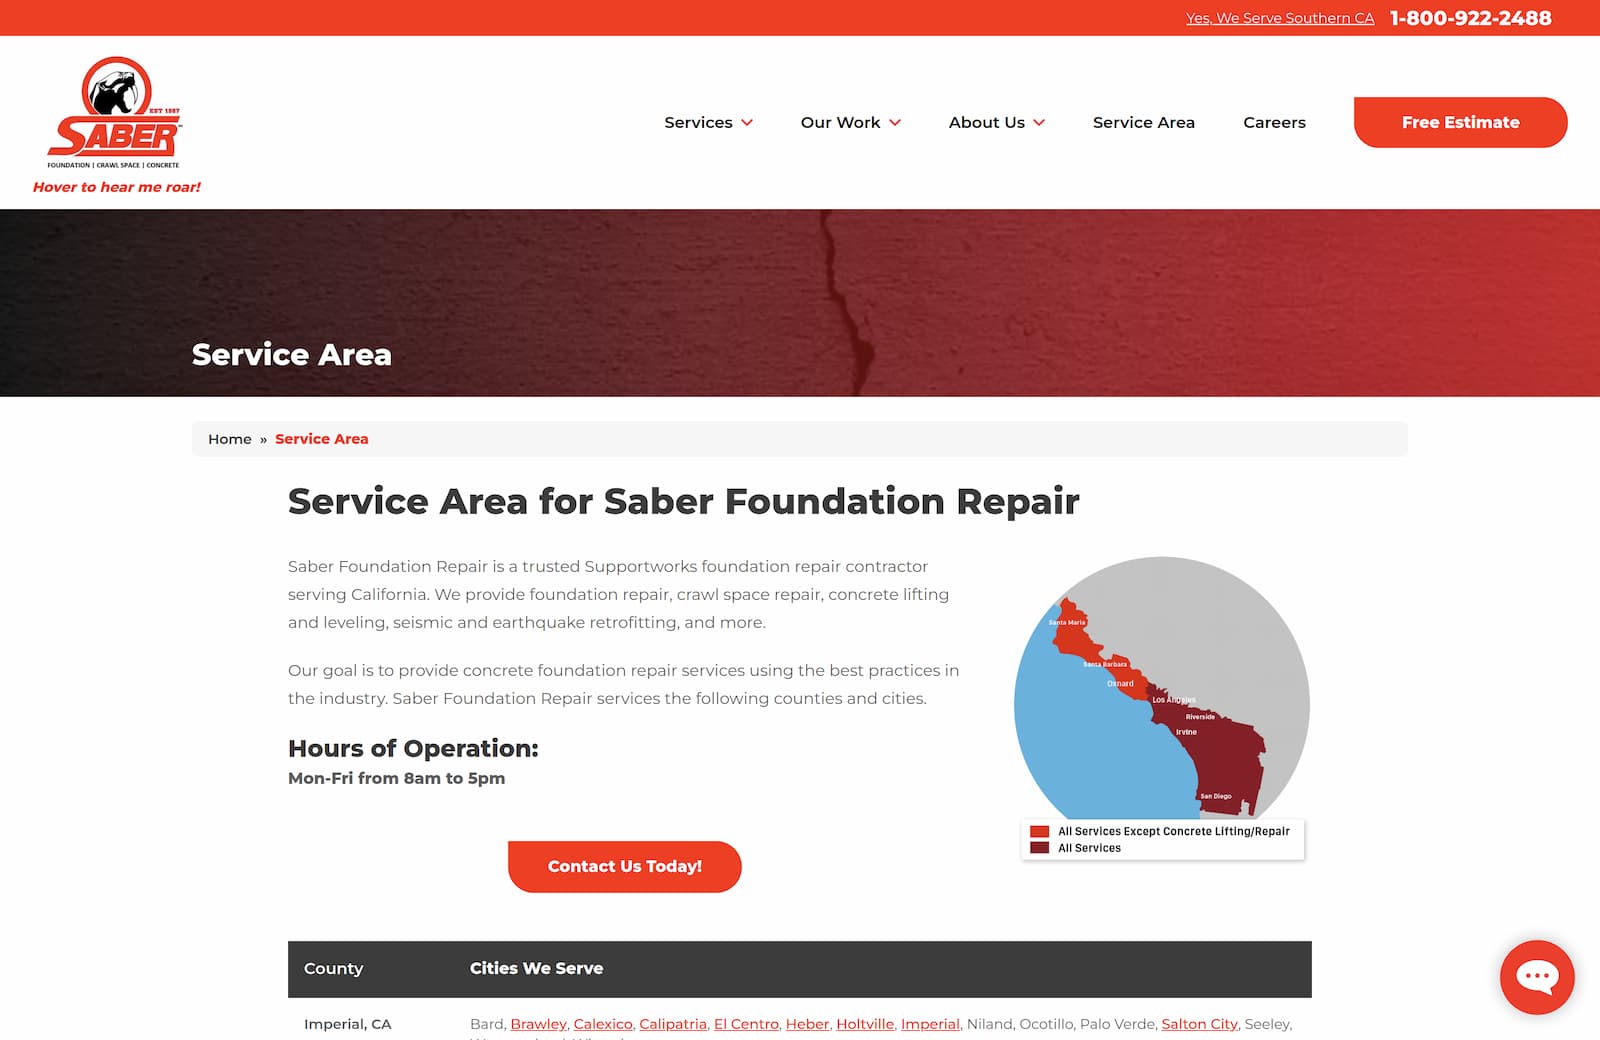 Yes, We Serve Southern CA 1-800-922-2488
EST 1987
SABER
FOUNDATION | CRAWL SPACE | CONCRETE
Hover to hear me roar!
Services Our Work About Us Service Area Careers Free Estimate
Service Area
Home » Service Area
Service Area for Saber Foundation Repair
Saber Foundation Repair is a trusted Supportworks foundation repair contractor
serving California. We provide foundation repair, crawl space repair, concrete lifting
and leveling, seismic and earthquake retrofitting, and more.
Our goal is to provide concrete foundation repair services using the best practices in
the industry. Saber Foundation Repair services the following counties and cities.
Hours of Operation:
Mon-Fri from 8am to 5pm
Contact Us Today!
Santa Maria
Santa Barbara
Oxnard
Los Angeles
Riverside
Irvine
San Diego
All Services Except Concrete Lifting/Repair
All Services
County Cities We Serve
Imperial, CA Bard, Brawley, Calexico, Calipatria, El Centro, Heber, Holtville, Imperial, Niland, Ocotillo, Palo Verde, Salton City, Seeley,